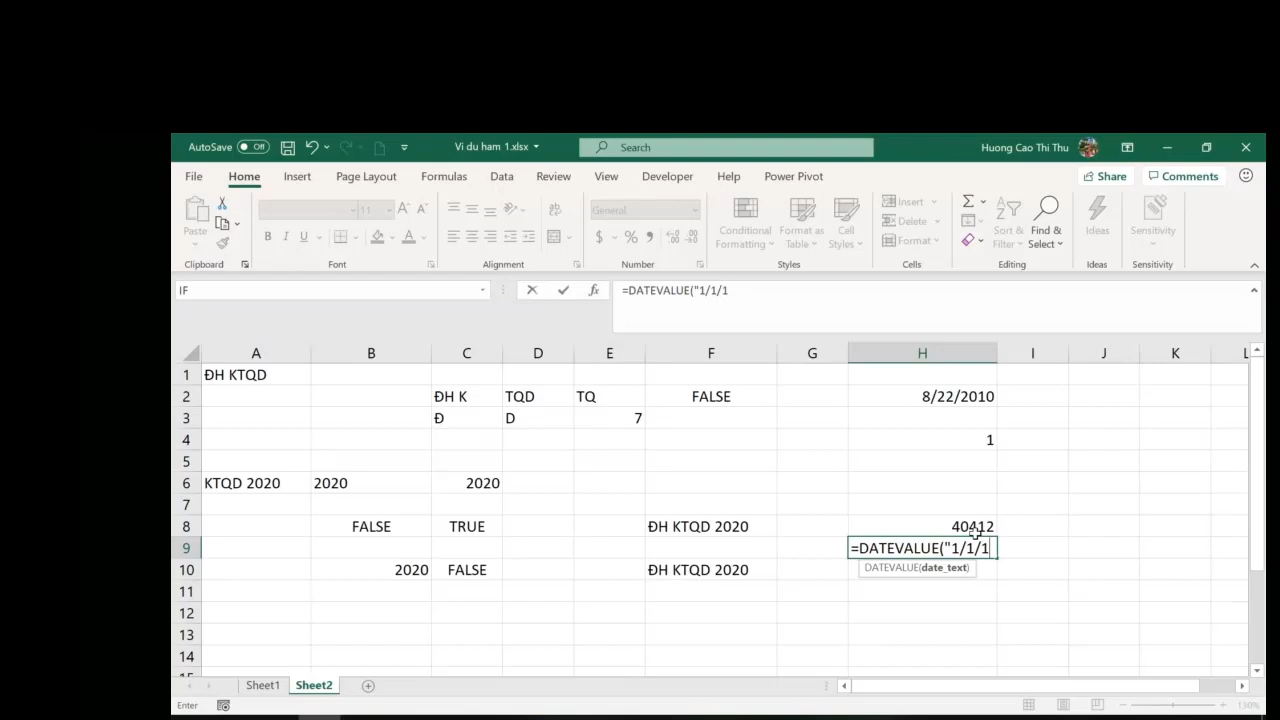 AutoSave Off Vi du ham 1.xlsx Search Huong Cao Thi Thu
File Home Insert Page Layout Formulas Data Review View Developer Help Power Pivot Share Comments
Paste 11 A A General Conditional Formatting Format as Table Cell Styles Insert Delete Format Sort & Filter Find & Select Ideas Sensitivity
B I U A $ % 9
Clipboard Font Alignment Number Styles Cells Editing Ideas Sensitivity
IF fx =DATEVALUE("1/1/1
A B C D E F G H I J K L
1 ĐH KTQD
2 ĐH K TQD TQ FALSE 8/22/2010
3 Đ D 7
4 1
5
6 KTQD 2020 2020 2020
7
8 FALSE TRUE ĐH KTQD 2020 40412
9 =DATEVALUE("1/1/1
10 2020 FALSE ĐH KTQD 2020 DATEVALUE(date_text)
11
12
13
14
15
Sheet1 Sheet2
Enter 130%